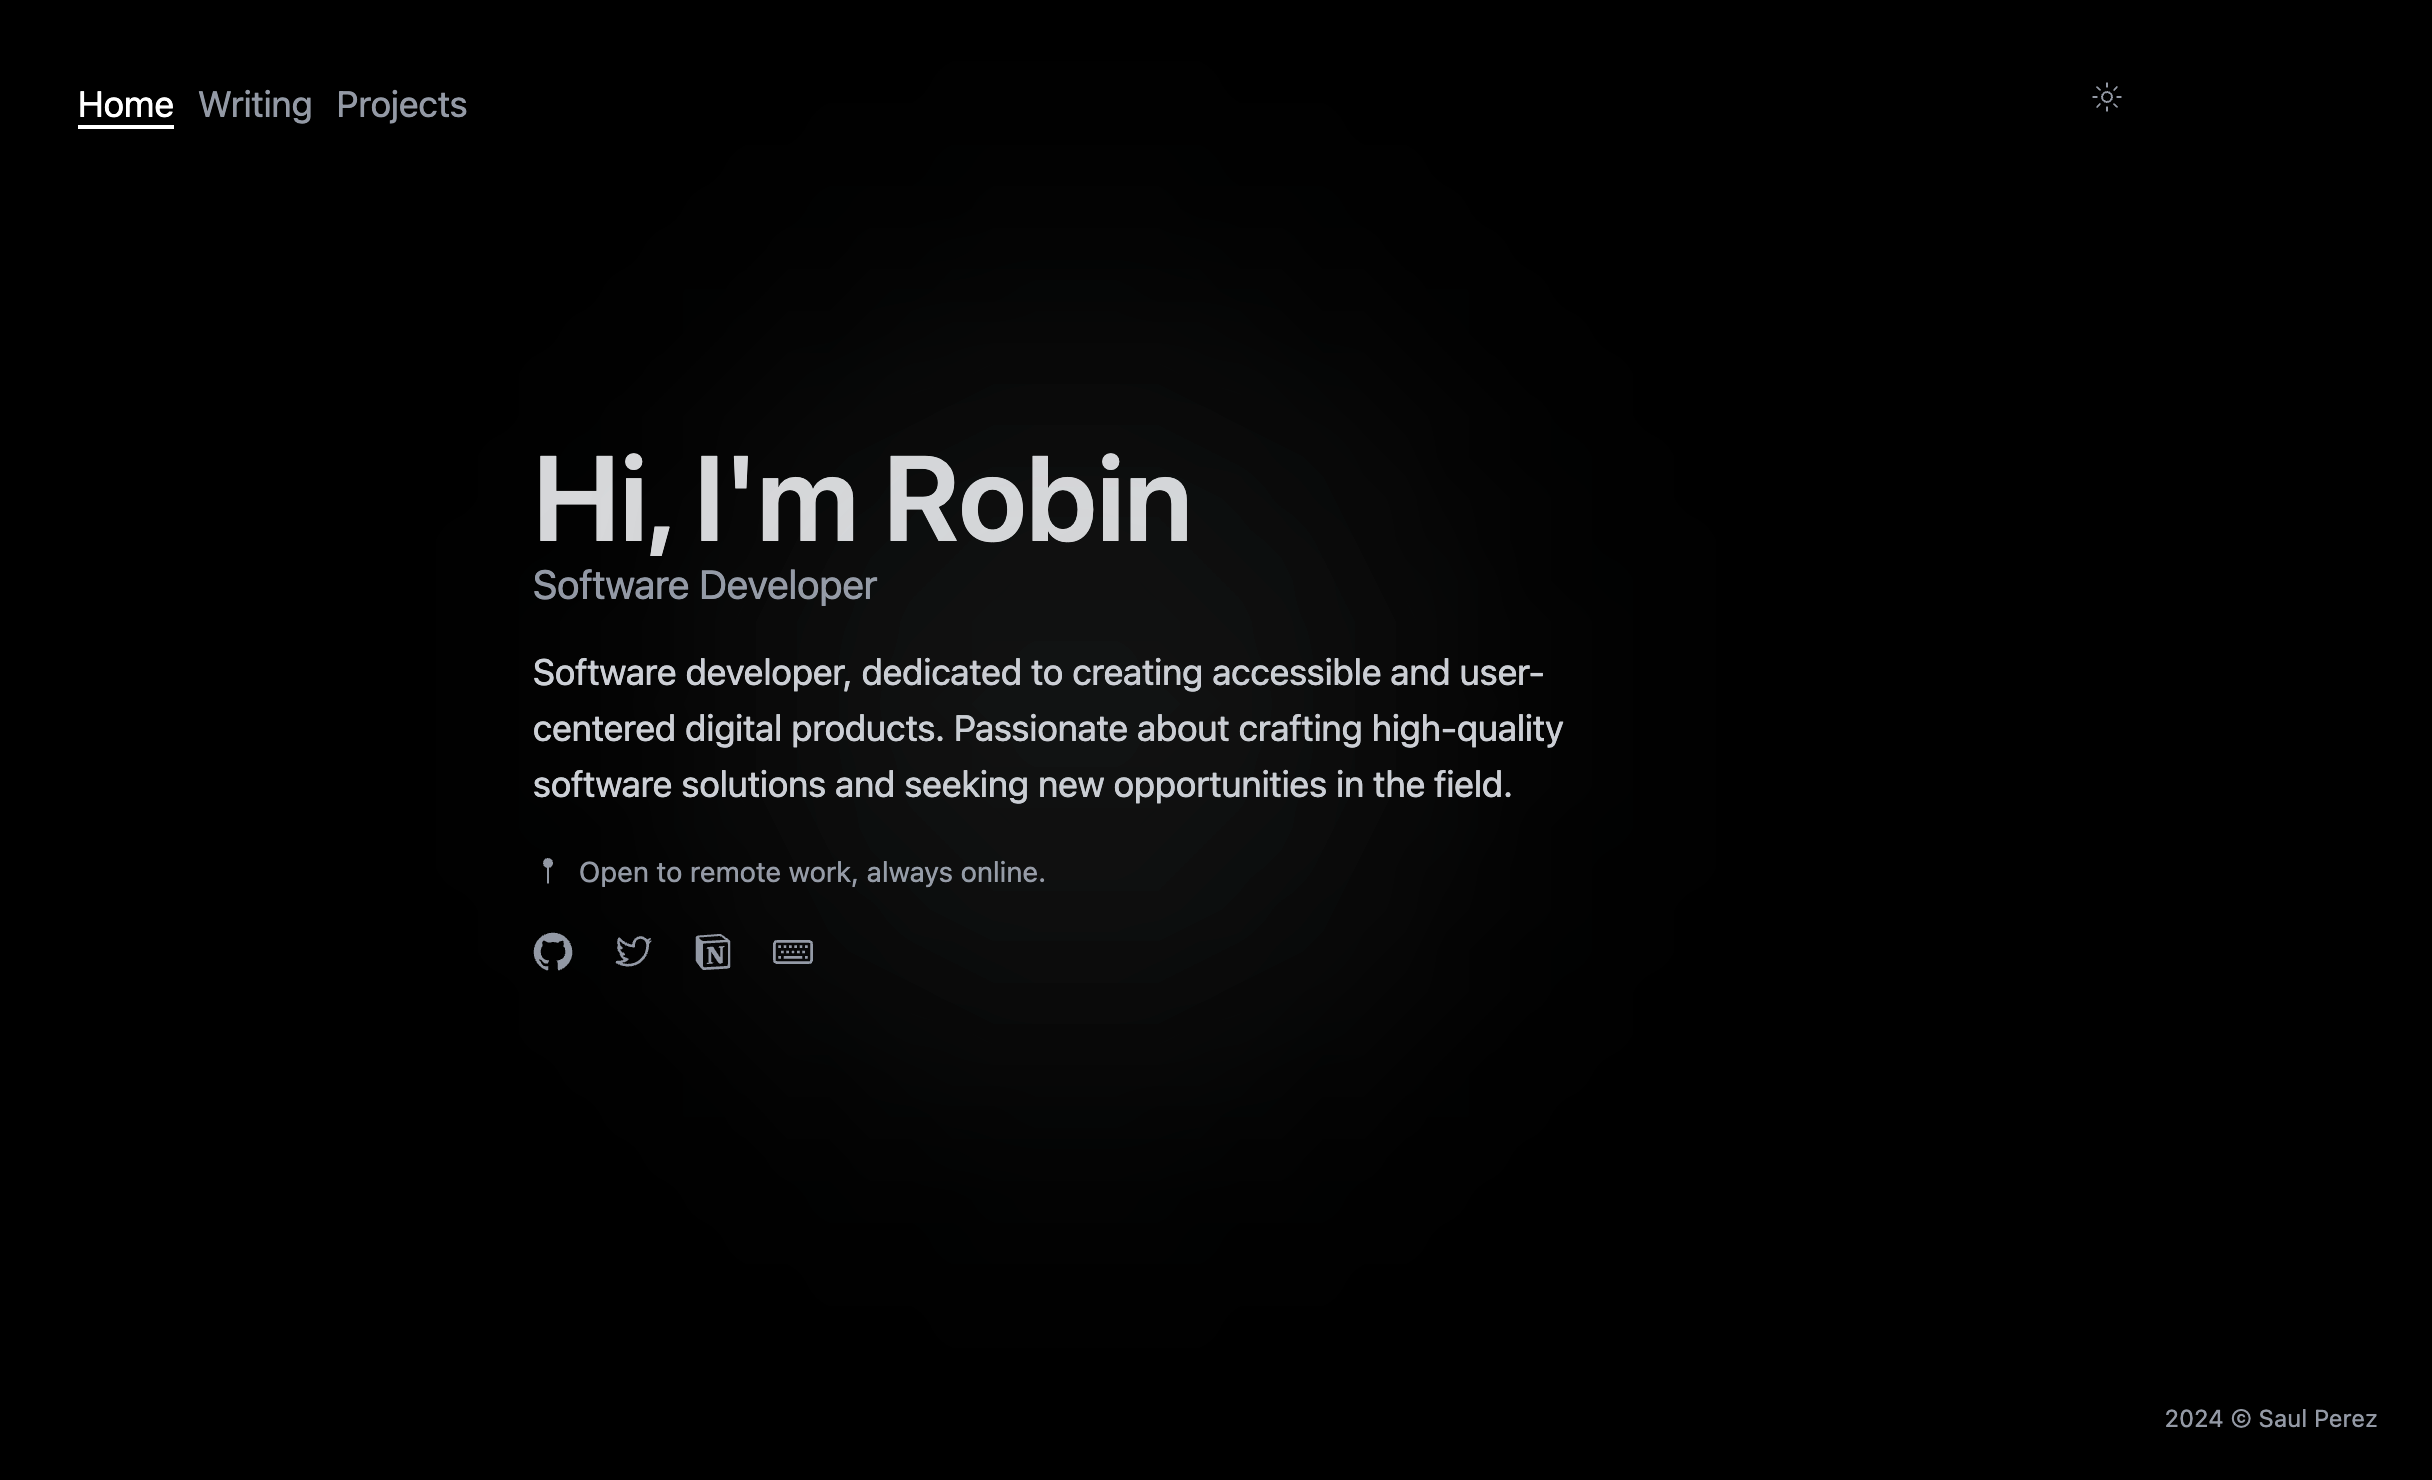 Home Writing Projects
Hi, I'm Robin
Software Developer
Software developer, dedicated to creating accessible and user-
centered digital products. Passionate about crafting high-quality
software solutions and seeking new opportunities in the field.
Open to remote work, always online.
N
2024 © Saul Perez